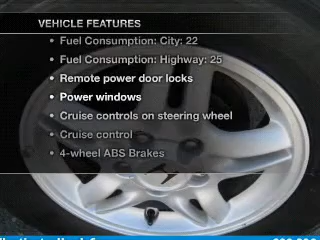 VEHICLE FEATURES
• Fuel Consumption: City: 22
• Fuel Consumption: Highway: 25
• Remote power door locks
• Power windows
• Cruise controls on steering wheel
• Cruise control
• 4-wheel ABS Brakes